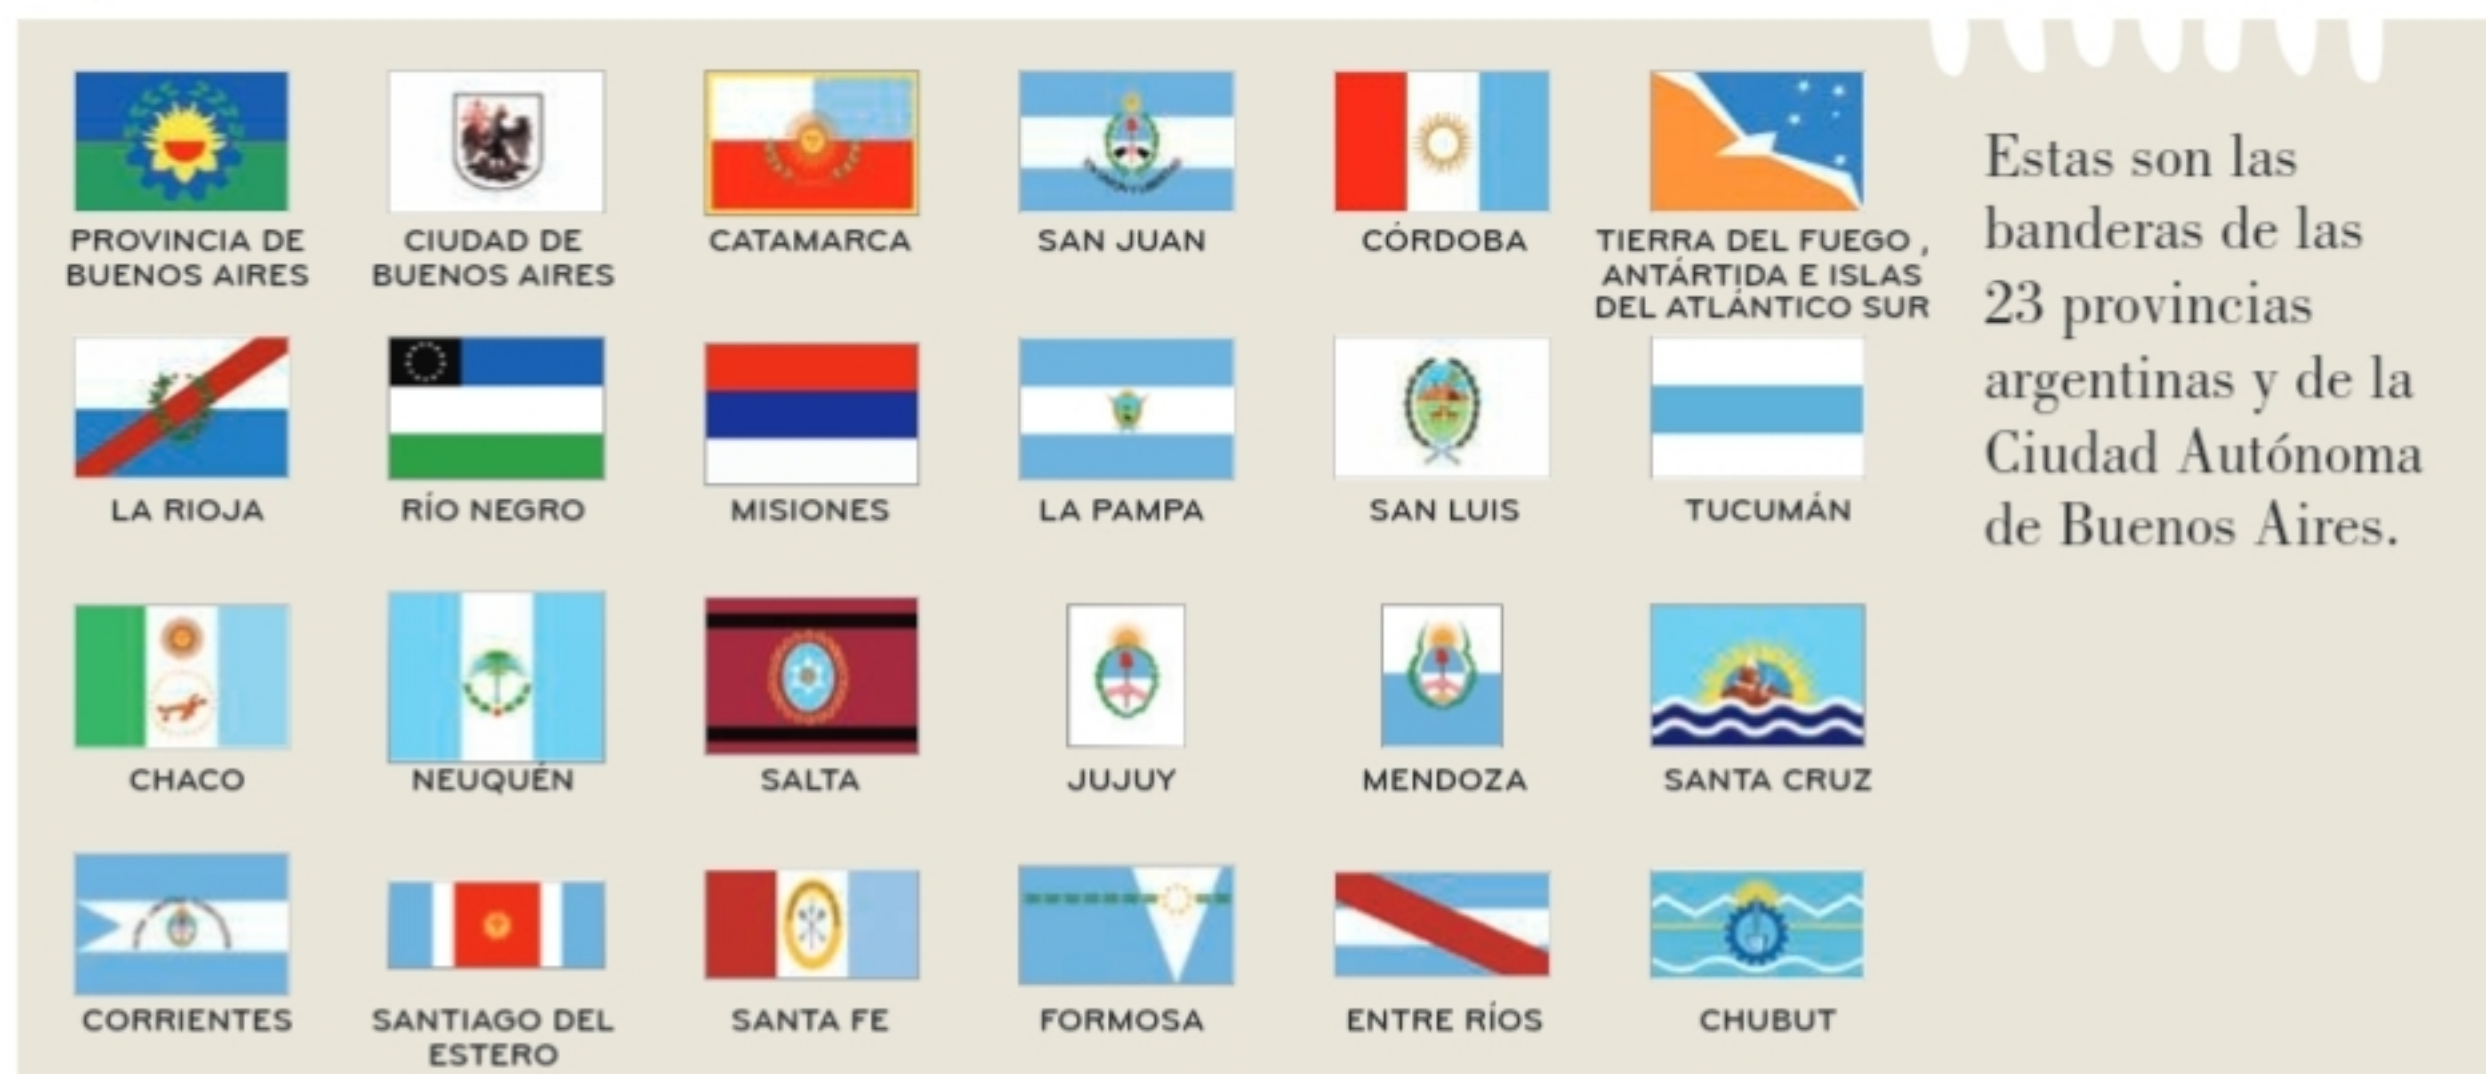 PROVINCIA DE
BUENOS AIRES
CIUDAD DE
BUENOS AIRES
CATAMARCA
SAN JUAN
CÓRDOBA
TIERRA DEL FUEGO ,
ANTÁRTIDA E ISLAS
DEL ATLÁNTICO SUR
LA RIOJA
RÍO NEGRO
MISIONES
LA PAMPA
SAN LUIS
TUCUMÁN
CHACO
NEUQUÉN
SALTA
JUJUY
MENDOZA
SANTA CRUZ
CORRIENTES
SANTIAGO DEL
ESTERO
SANTA FE
FORMOSA
ENTRE RÍOS
CHUBUT
Estas son las
banderas de las
23 provincias
argentinas y de la
Ciudad Autónoma
de Buenos Aires.